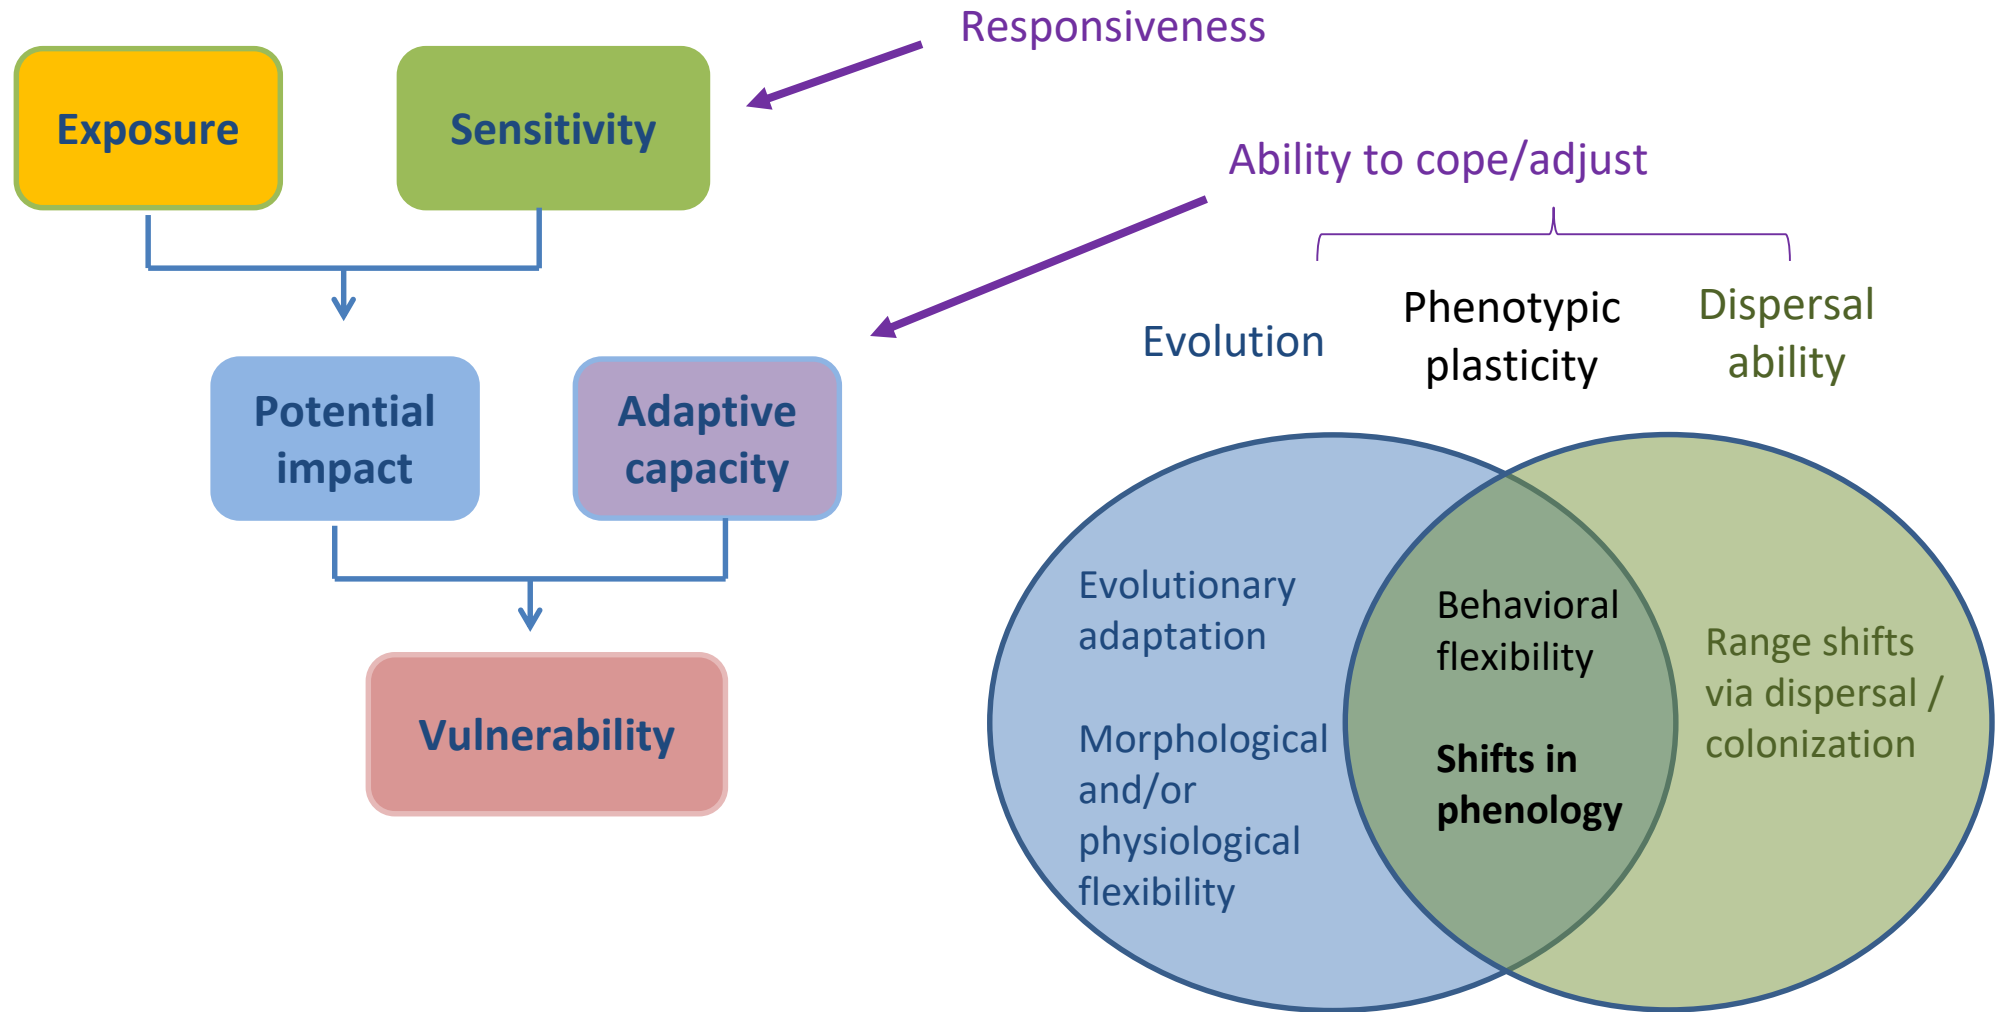 Responsiveness
Exposure
Sensitivity
Ability to cope/adjust
Evolution
Phenotypic
plasticity
Dispersal
ability
Potential
impact
Adaptive
capacity
Vulnerability
Evolutionary
adaptation
Morphological
and/or
physiological
flexibility
Behavioral
flexibility
Shifts in
phenology
Range shifts
via dispersal /
colonization